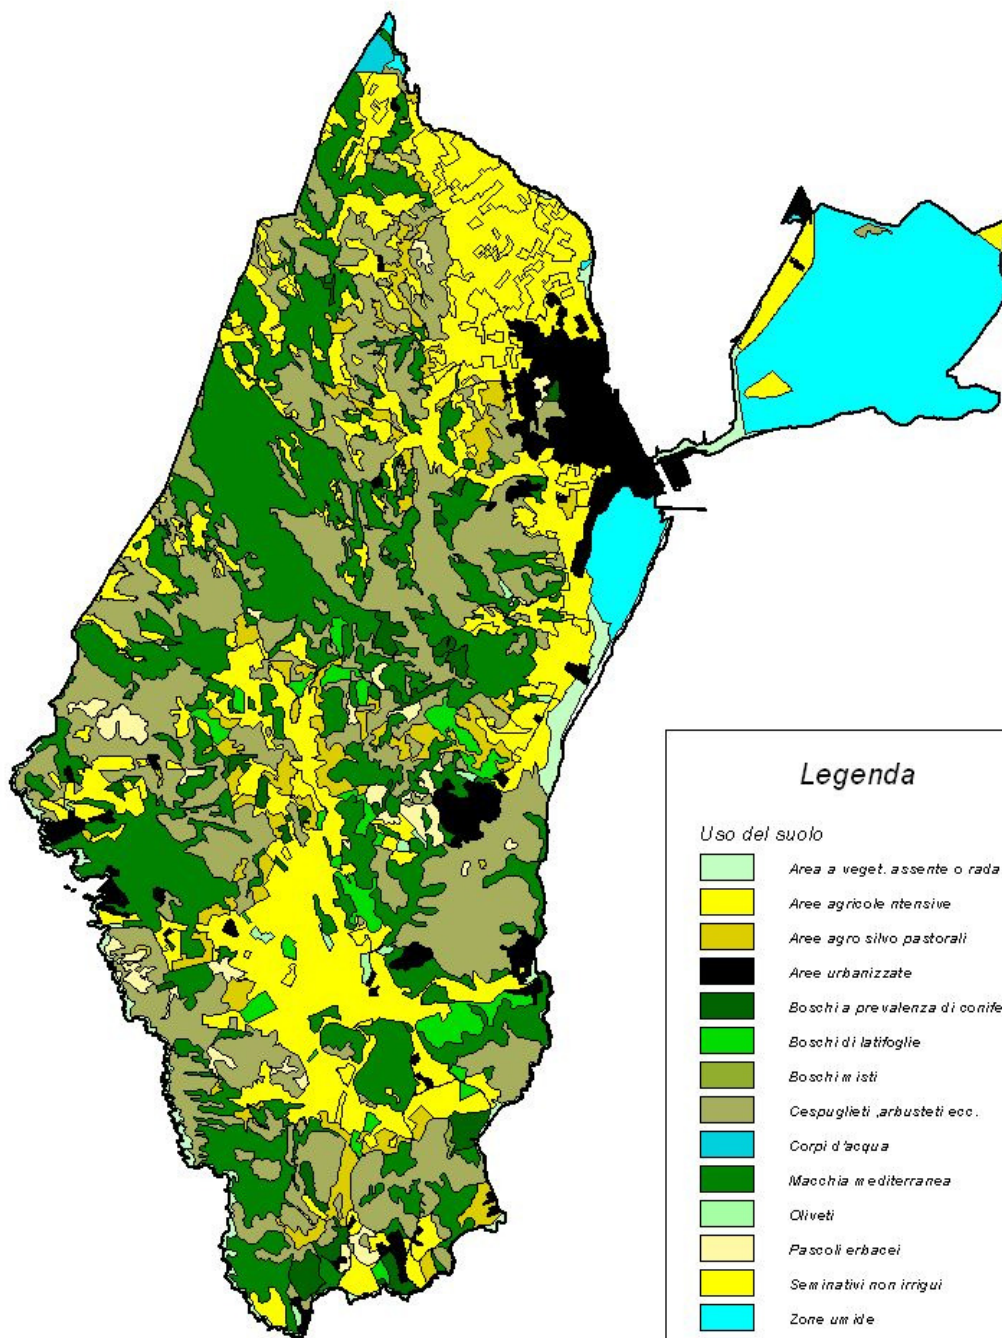 Legenda
Uso del suolo
Area a veget. assente o rada
Aree agricole ntensive
Aree agro silvo pastorali
Aree urbanizzate
Boschi a prevalenza di conife
Boschi di latifoglie
Boschi misti
Cespuglieti ,arbusteti ecc.
Corpi d'acqua
Macchia mediterranea
Oliveti
Pascoli erbacei
Seminativi non irrigui
Zone umide